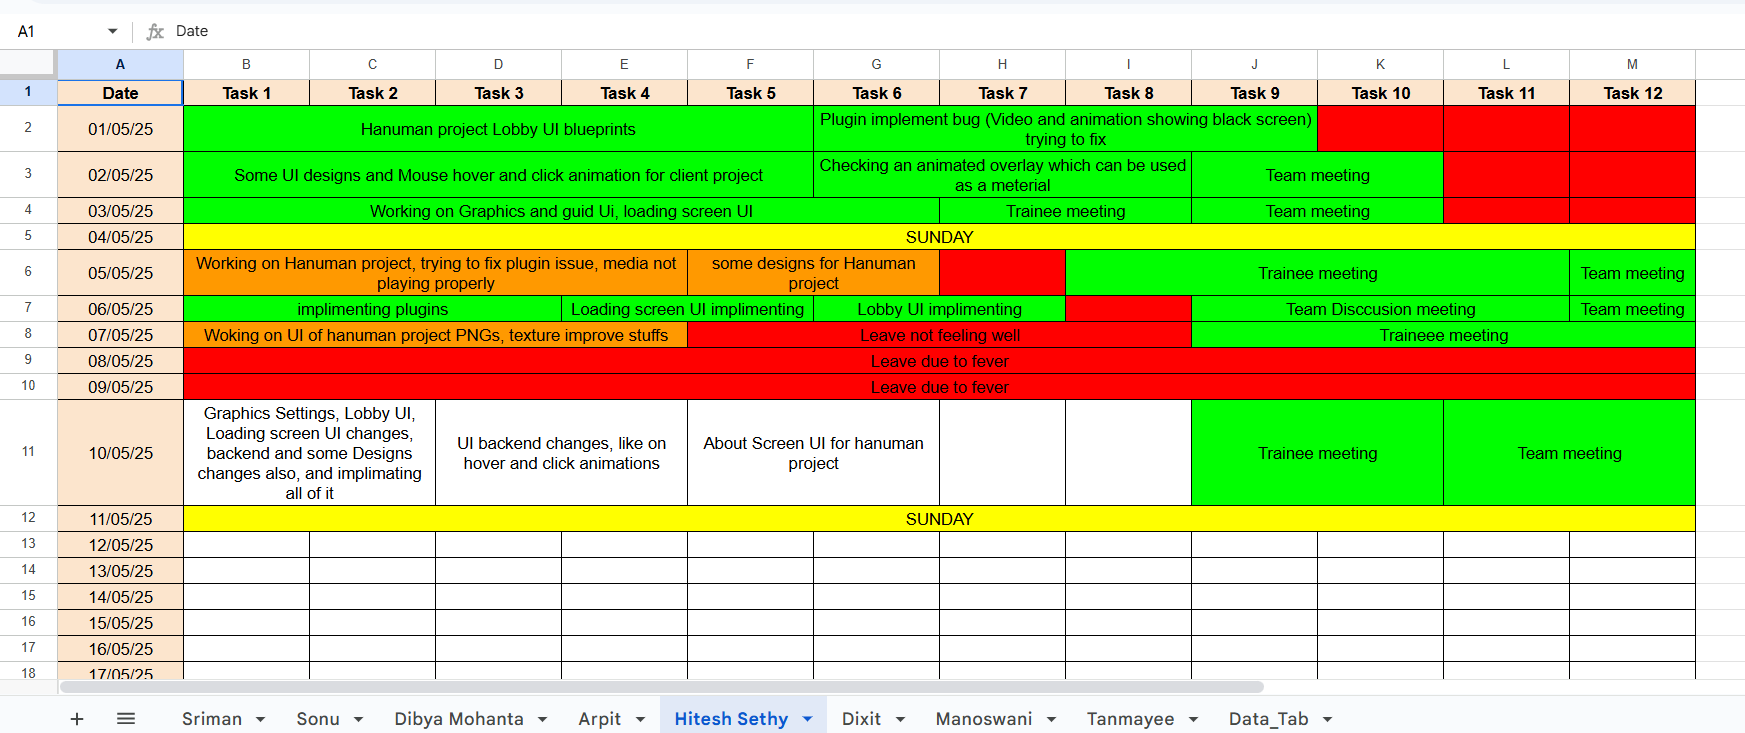 A1 fx Date
A B C D E F G H I J K L M
1 Date Task 1 Task 2 Task 3 Task 4 Task 5 Task 6 Task 7 Task 8 Task 9 Task 10 Task 11 Task 12
2 01/05/25 Hanuman project Lobby UI blueprints
Plugin implement bug (Video and animation showing black screen)
trying to fix
3 02/05/25 Some UI designs and Mouse hover and click animation for client project
Checking an animated overlay which can be used
as a meterial
Team meeting
4 03/05/25 Working on Graphics and guid Ui, loading screen UI Trainee meeting Team meeting
5 04/05/25 SUNDAY
6 05/05/25
Working on Hanuman project, trying to fix plugin issue, media not
playing properly
some designs for Hanuman
project
Trainee meeting Team meeting
7 06/05/25 implimenting plugins Loading screen UI implimenting Lobby UI implimenting Team Disccusion meeting Team meeting
8 07/05/25 Woking on UI of hanuman project PNGs, texture improve stuffs Leave not feeling well Traineee meeting
9 08/05/25 Leave due to fever
10 09/05/25 Leave due to fever
11 10/05/25
Graphics Settings, Lobby UI,
Loading screen UI changes,
backend and some Designs
changes also, and implimating
all of it
UI backend changes, like on
hover and click animations
About Screen UI for hanuman
project
Trainee meeting Team meeting
12 11/05/25 SUNDAY
13 12/05/25
14 13/05/25
15 14/05/25
16 15/05/25
17 16/05/25
18 17/05/25
Sriman Sonu Dibya Mohanta Arpit Hitesh Sethy Dixit Manoswani Tanmayee Data_Tab